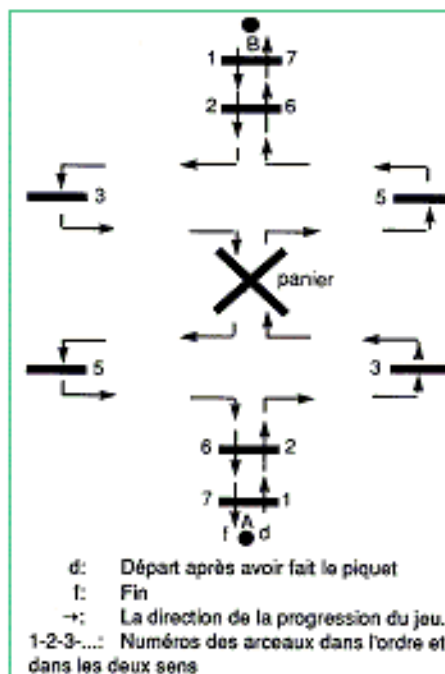 B
1 7
2 6
3
5
panier
5
3
6 2
7 1
A
f d
d: Départ après avoir fait le piquet
f: Fin
→: La direction de la progression du jeu.
1-2-3-...: Numéros des arceaux dans l'ordre et
dans les deux sens